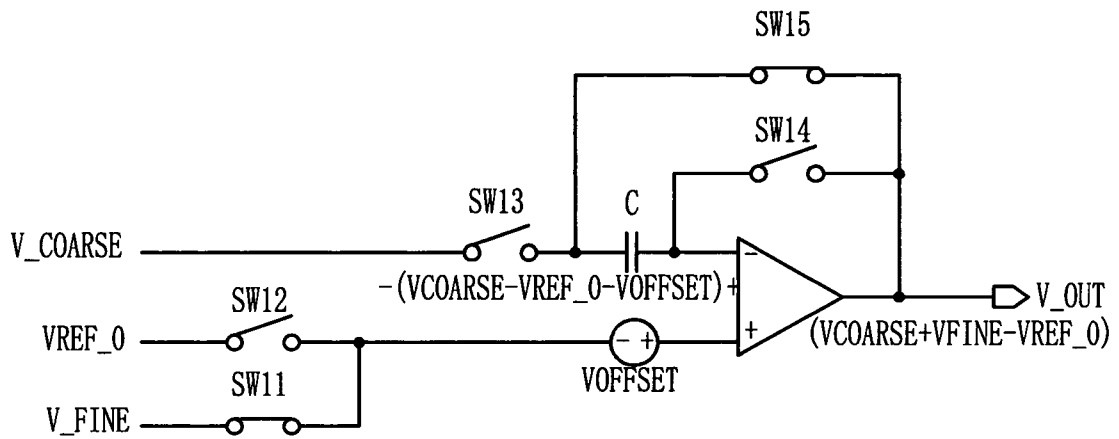 SW15
SW14
SW13
C
V_COARSE
-(VCOARSE-VREF_0-VOFFSET)+
-
SW12
V_OUT
VREF_0
- +
+
(VCOARSE+VFINE-VREF_0)
VOFFSET
SW11
V_FINE